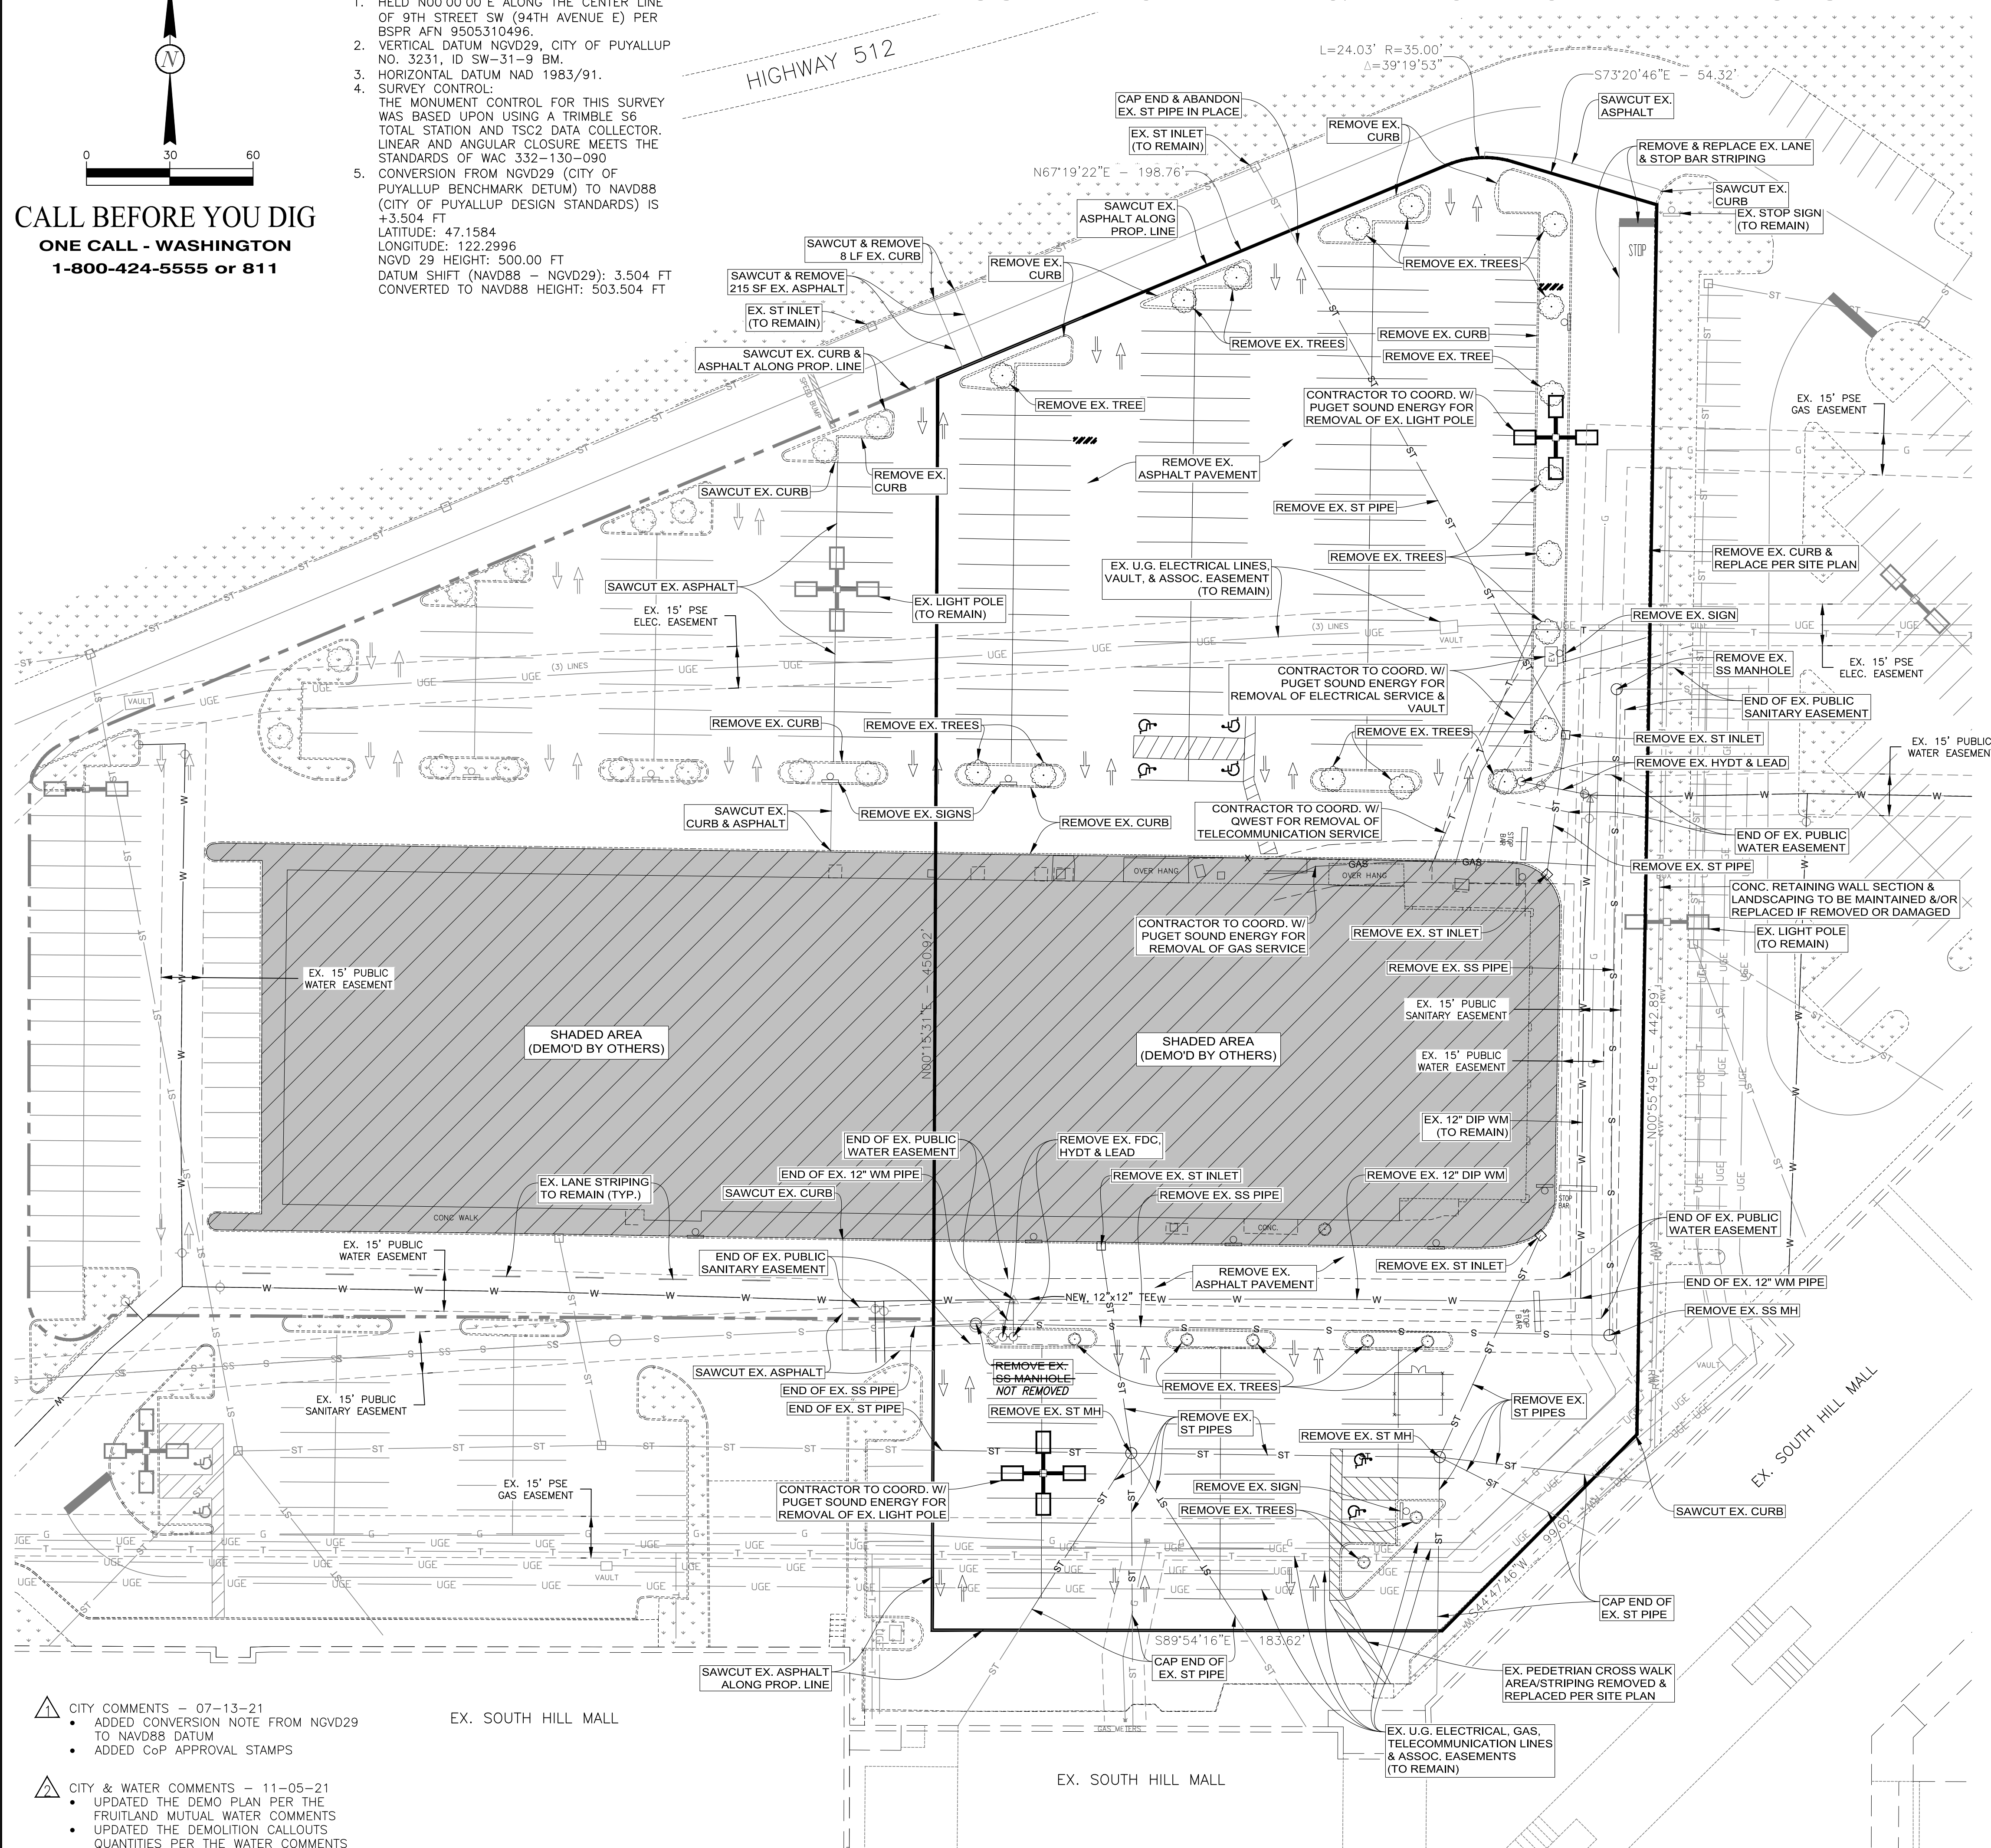 N
0 30 60
CALL BEFORE YOU DIG
ONE CALL - WASHINGTON
1-800-424-5555 or 811
OF 9TH STREET SW (94TH AVENUE E) PER
BSPR AFN 9505310496.
2. VERTICAL DATUM NGVD29, CITY OF PUYALLUP
NO. 3231, ID SW-31-9 BM.
3. HORIZONTAL DATUM NAD 1983/91.
4. SURVEY CONTROL:
THE MONUMENT CONTROL FOR THIS SURVEY
WAS BASED UPON USING A TRIMBLE S6
TOTAL STATION AND TSC2 DATA COLLECTOR.
LINEAR AND ANGULAR CLOSURE MEETS THE
STANDARDS OF WAC 332-130-090
5. CONVERSION FROM NGVD29 (CITY OF
PUYALLUP BENCHMARK DETUM) TO NAVD88
(CITY OF PUYALLUP DESIGN STANDARDS) IS
+3.504 FT
LATITUDE: 47.1584
LONGITUDE: 122.2996
NGVD 29 HEIGHT: 500.00 FT
DATUM SHIFT (NAVD88 - NGVD29): 3.504 FT
CONVERTED TO NAVD88 HEIGHT: 503.504 FT
HIGHWAY 512
L=24.03' R=35.00'
Δ=39°19'53"
S73°20'46"E - 54.32'
CAP END & ABANDON
EX. ST PIPE IN PLACE
SAWCUT EX.
ASPHALT
REMOVE EX.
CURB
EX. ST INLET
(TO REMAIN)
REMOVE & REPLACE EX. LANE
& STOP BAR STRIPING
N67°19'22"E - 198.76'
SAWCUT EX.
CURB
SAWCUT EX.
ASPHALT ALONG
PROP. LINE
EX. STOP SIGN
(TO REMAIN)
STOP
SAWCUT & REMOVE
8 LF EX. CURB
REMOVE EX.
CURB
REMOVE EX. TREES
SAWCUT & REMOVE
215 SF EX. ASPHALT
EX. ST INLET
(TO REMAIN)
REMOVE EX. CURB
REMOVE EX. TREES
REMOVE EX. TREE
SAWCUT EX. CURB &
ASPHALT ALONG PROP. LINE
SPEED BUMP
REMOVE EX. TREE
CONTRACTOR TO COORD. W/
PUGET SOUND ENERGY FOR
REMOVAL OF EX. LIGHT POLE
EX. 15' PSE
GAS EASEMENT
REMOVE EX.
CURB
REMOVE EX.
ASPHALT PAVEMENT
SAWCUT EX. CURB
REMOVE EX. ST PIPE
REMOVE EX. TREES
REMOVE EX. CURB &
REPLACE PER SITE PLAN
EX. U.G. ELECTRICAL LINES,
VAULT, & ASSOC. EASEMENT
(TO REMAIN)
SAWCUT EX. ASPHALT
EX. LIGHT POLE
(TO REMAIN)
EX. 15' PSE
ELEC. EASEMENT
REMOVE EX. SIGN
(3) LINES
VAULT
(3) LINES
REMOVE EX.
SS MANHOLE
EX. 15' PSE
ELEC. EASEMENT
CONTRACTOR TO COORD. W/
PUGET SOUND ENERGY FOR
REMOVAL OF ELECTRICAL SERVICE &
VAULT
VAULT
END OF EX. PUBLIC
SANITARY EASEMENT
REMOVE EX. CURB
REMOVE EX. TREES
REMOVE EX. TREES
REMOVE EX. ST INLET
EX. 15' PUBLIC
WATER EASEMENT
REMOVE EX. HYDT & LEAD
SAWCUT EX.
CURB & ASPHALT
REMOVE EX. SIGNS
REMOVE EX. CURB
CONTRACTOR TO COORD. W/
QWEST FOR REMOVAL OF
TELECOMMUNICATION SERVICE
STOP
BAR
END OF EX. PUBLIC
WATER EASEMENT
REMOVE EX. ST PIPE
OVER HANG
GAS
OVER HANG
GAS
CONC. RETAINING WALL SECTION &
LANDSCAPING TO BE MAINTAINED &/OR
REPLACED IF REMOVED OR DAMAGED
CONTRACTOR TO COORD. W/
PUGET SOUND ENERGY FOR
REMOVAL OF GAS SERVICE
REMOVE EX. ST INLET
EX. LIGHT POLE
(TO REMAIN)
EX. 15' PUBLIC
WATER EASEMENT
REMOVE EX. SS PIPE
EX. 15' PUBLIC
SANITARY EASEMENT
SHADED AREA
(DEMO'D BY OTHERS)
N00°15'31"E - 450.92'
SHADED AREA
(DEMO'D BY OTHERS)
EX. 15' PUBLIC
WATER EASEMENT
N00°55'49"E - 442.89'
EX. 12" DIP WM
(TO REMAIN)
END OF EX. PUBLIC
WATER EASEMENT
REMOVE EX. FDC,
HYDT & LEAD
END OF EX. 12" WM PIPE
REMOVE EX. ST INLET
REMOVE EX. 12" DIP WM
EX. LANE STRIPING
TO REMAIN (TYP.)
SAWCUT EX. CURB
REMOVE EX. SS PIPE
STOP
BAR
CONC WALK
CONC.
END OF EX. PUBLIC
WATER EASEMENT
EX. 15' PUBLIC
WATER EASEMENT
END OF EX. PUBLIC
SANITARY EASEMENT
REMOVE EX.
ASPHALT PAVEMENT
REMOVE EX. ST INLET
END OF EX. 12" WM PIPE
NEW, 12"x12" TEE
STOP
BAR
REMOVE EX. SS MH
SAWCUT EX. ASPHALT
REMOVE EX.
SS MANHOLE
NOT REMOVED
VAULT
END OF EX. SS PIPE
REMOVE EX. TREES
EX. 15' PUBLIC
SANITARY EASEMENT
END OF EX. ST PIPE
REMOVE EX. ST MH
REMOVE EX.
ST PIPES
REMOVE EX.
ST PIPES
REMOVE EX. ST MH
EX. SOUTH HILL MALL
EX. 15' PSE
GAS EASEMENT
CONTRACTOR TO COORD. W/
PUGET SOUND ENERGY FOR
REMOVAL OF EX. LIGHT POLE
REMOVE EX. SIGN
REMOVE EX. TREES
SAWCUT EX. CURB
VAULT
S44°47'46"W - 99.62'
CAP END OF
EX. ST PIPE
S89°54'16"E - 183.62'
SAWCUT EX. ASPHALT
ALONG PROP. LINE
CAP END OF
EX. ST PIPE
EX. PEDETRIAN CROSS WALK
AREA/STRIPING REMOVED &
REPLACED PER SITE PLAN
GAS METERS
EX. U.G. ELECTRICAL, GAS,
TELECOMMUNICATION LINES
& ASSOC. EASEMENTS
(TO REMAIN)
EX. SOUTH HILL MALL
EX. SOUTH HILL MALL
1 CITY COMMENTS - 07-13-21
• ADDED CONVERSION NOTE FROM NGVD29
TO NAVD88 DATUM
• ADDED CoP APPROVAL STAMPS
2 CITY & WATER COMMENTS - 11-05-21
• UPDATED THE DEMO PLAN PER THE
FRUITLAND MUTUAL WATER COMMENTS
• UPDATED THE DEMOLITION CALLOUTS
QUANTITIES PER THE WATER COMMENTS